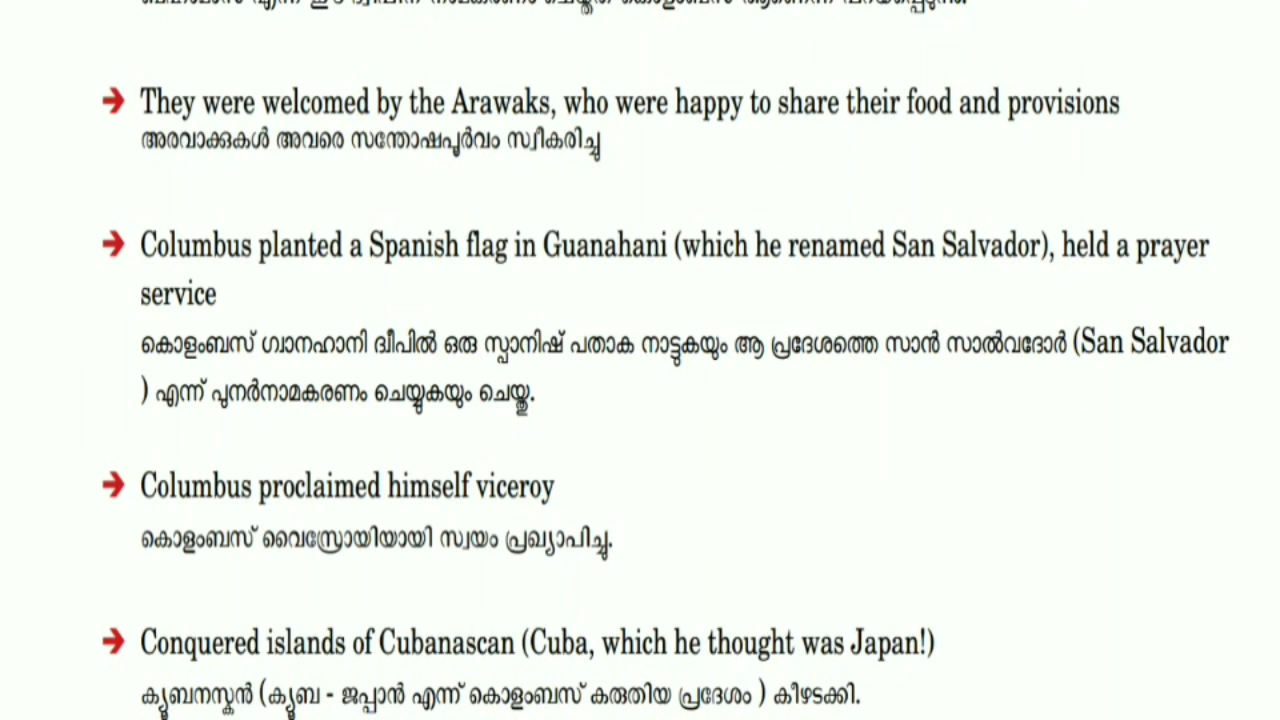 They were welcomed by the Arawaks, who were happy to share their food and provisions
അരവാക്കുകൾ അവരെ സന്തോഷപൂർവം സ്വീകരിച്ചു
Columbus planted a Spanish flag in Guanahani (which he renamed San Salvador), held a prayer
service
കൊളംബസ് ഗ്വാനഹാനി ദ്വീപിൽ ഒരു സ്പാനിഷ് പതാക നാട്ടുകയും ആ പ്രദേശത്തെ സാൻ സാൽവദോർ (San Salvador
) എന്ന് പുനർനാമകരണം ചെയ്യുകയും ചെയ്തു.
Columbus proclaimed himself viceroy
കൊളംബസ് വൈസ്രോയിയായി സ്വയം പ്രഖ്യാപിച്ചു.
Conquered islands of Cubanascan (Cuba, which he thought was Japan!)
ക്യൂബനസ്കൻ (ക്യൂബ - ജപ്പാൻ എന്ന് കൊളംബസ് കരുതിയ പ്രദേശം ) കീഴടക്കി.